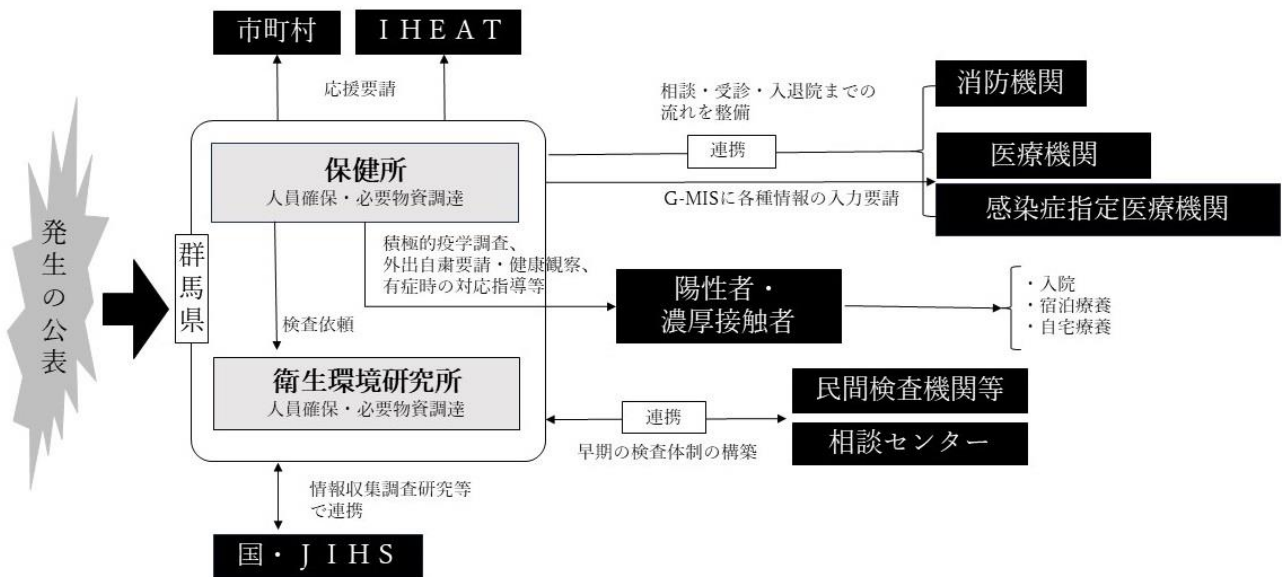 市町村
ＩＨＥＡＴ
応援要請
相談・受診・入退院までの
流れを整備
連携
消防機関
医療機関
感染症指定医療機関
G-MISに各種情報の入力要請
発生の公表
群馬県
保健所
人員確保・必要物資調達
積極的疫学調査、
外出自粛要請・健康観察、
有症時の対応指導等
検査依頼
陽性者・
濃厚接触者
・入院
・宿泊療養
・自宅療養
衛生環境研究所
人員確保・必要物資調達
連携
早期の検査体制の構築
民間検査機関等
相談センター
情報収集調査研究等
で連携
国・ＪＩＨＳ